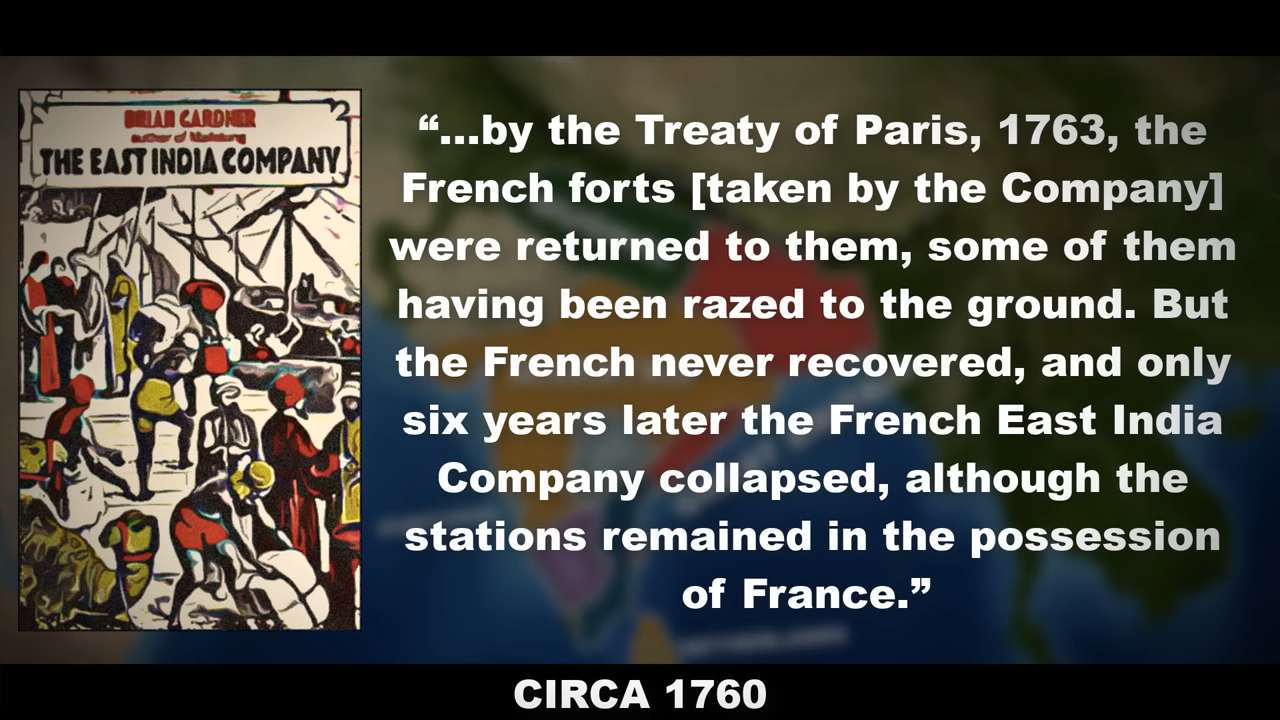 BRIAN GARDNER
THE EAST INDIA COMPANY
“...by the Treaty of Paris, 1763, the
French forts [taken by the Company]
were returned to them, some of them
having been razed to the ground. But
the French never recovered, and only
six years later the French East India
Company collapsed, although the
stations remained in the possession
of France.”
CIRCA 1760